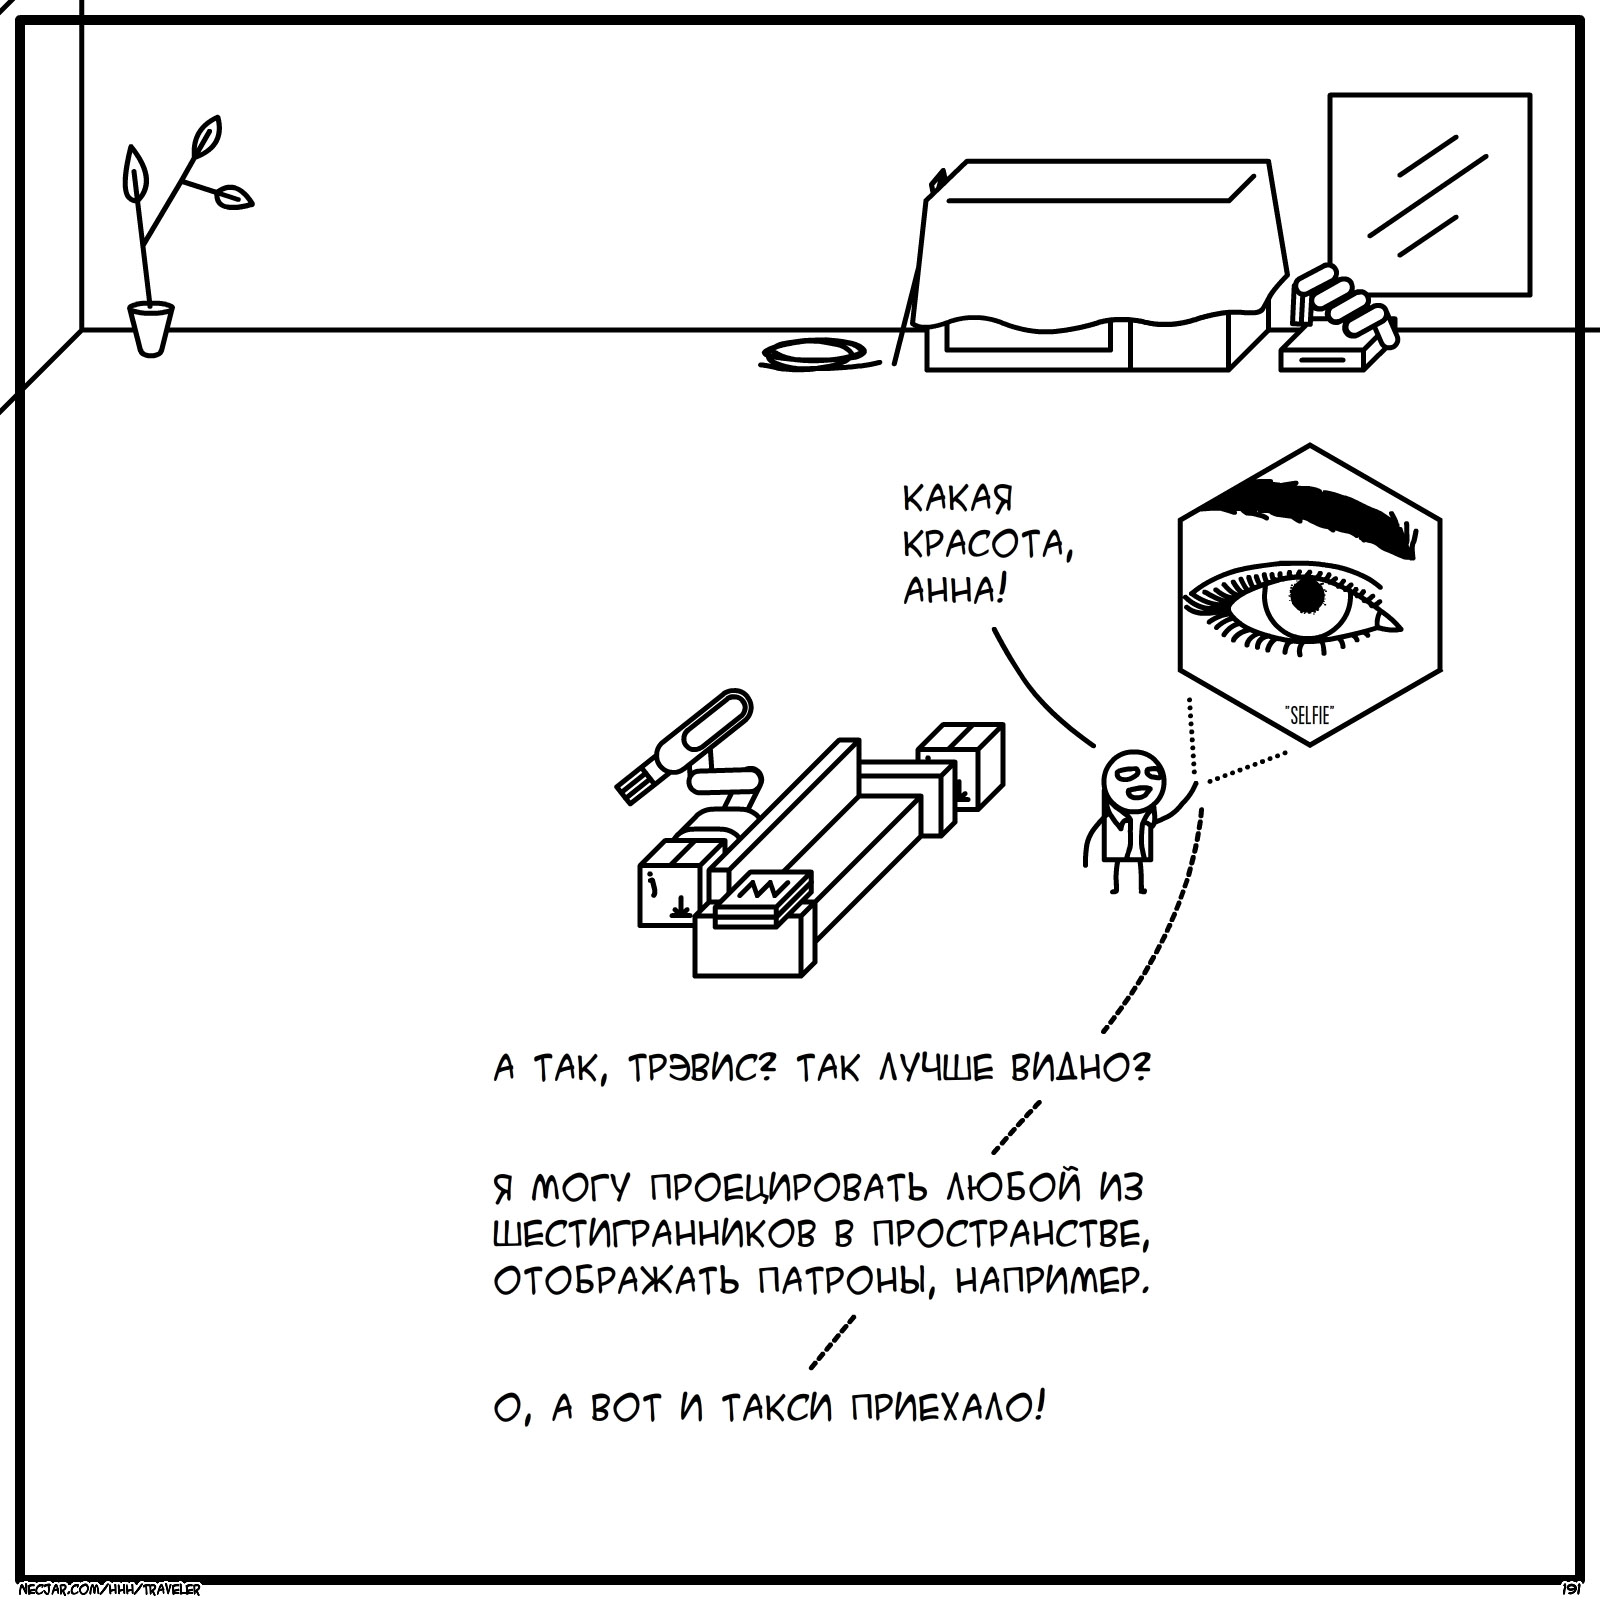 КАКАЯ
КРАСОТА,
АННА!
"SELFIE"
А ТАК, ТРЭВИС? ТАК ЛУЧШЕ ВИДНО?
Я МОГУ ПРОЕЦИРОВАТЬ ЛЮБОЙ ИЗ
ШЕСТИГРАННИКОВ В ПРОСТРАНСТВЕ,
ОТОБРАЖАТЬ ПАТРОНЫ, НАПРИМЕР.
О, А ВОТ И ТАКСИ ПРИЕХАЛО!
NECJAR.COM/HHH/TRAVELER
191